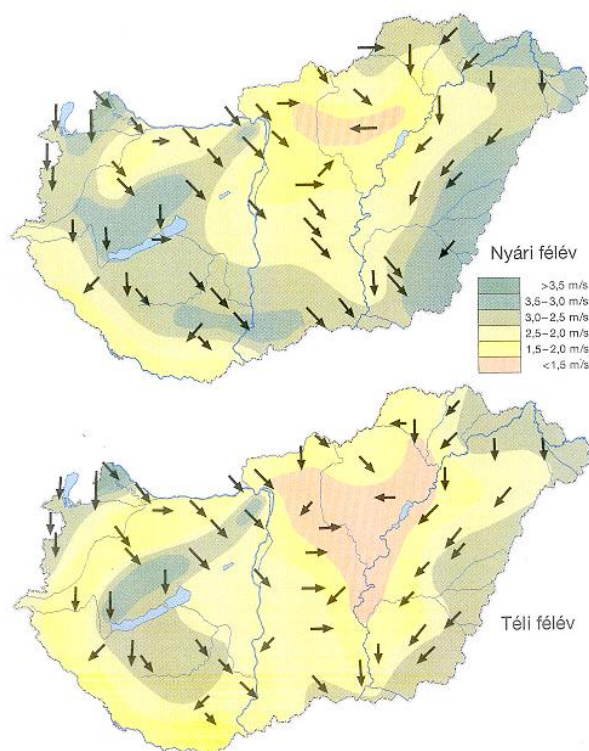 Nyári félév
>3,5 m/s
3,5–3,0 m/s
3,0–2,5 m/s
2,5–2,0 m/s
1,5–2,0 m/s
<1,5 m/s
Téli félév